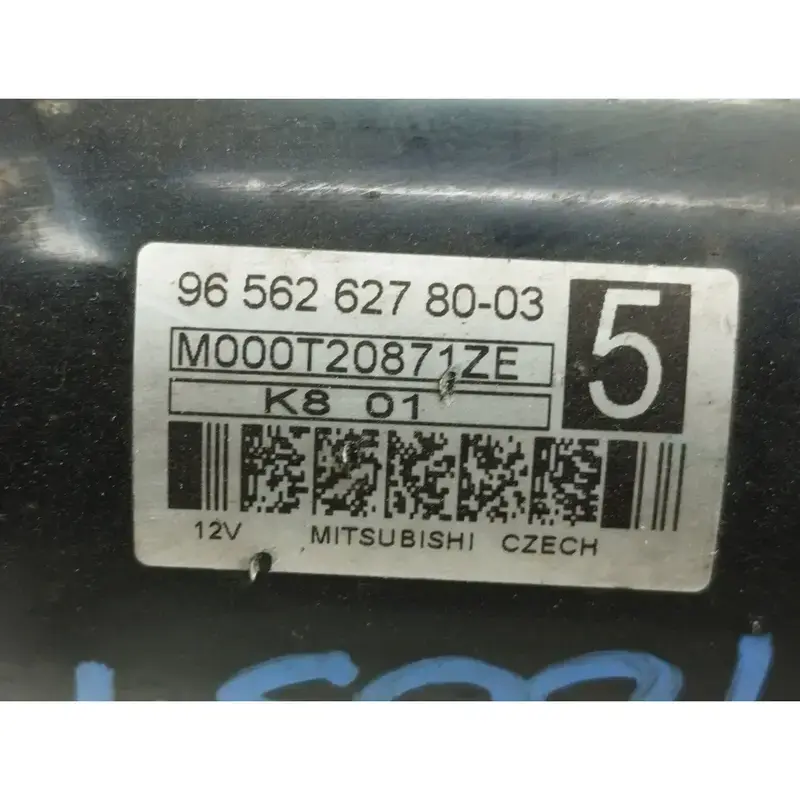 96 562 627 80-03
5
M000T20871ZE
K8 01
12V MITSUBISHI CZECH